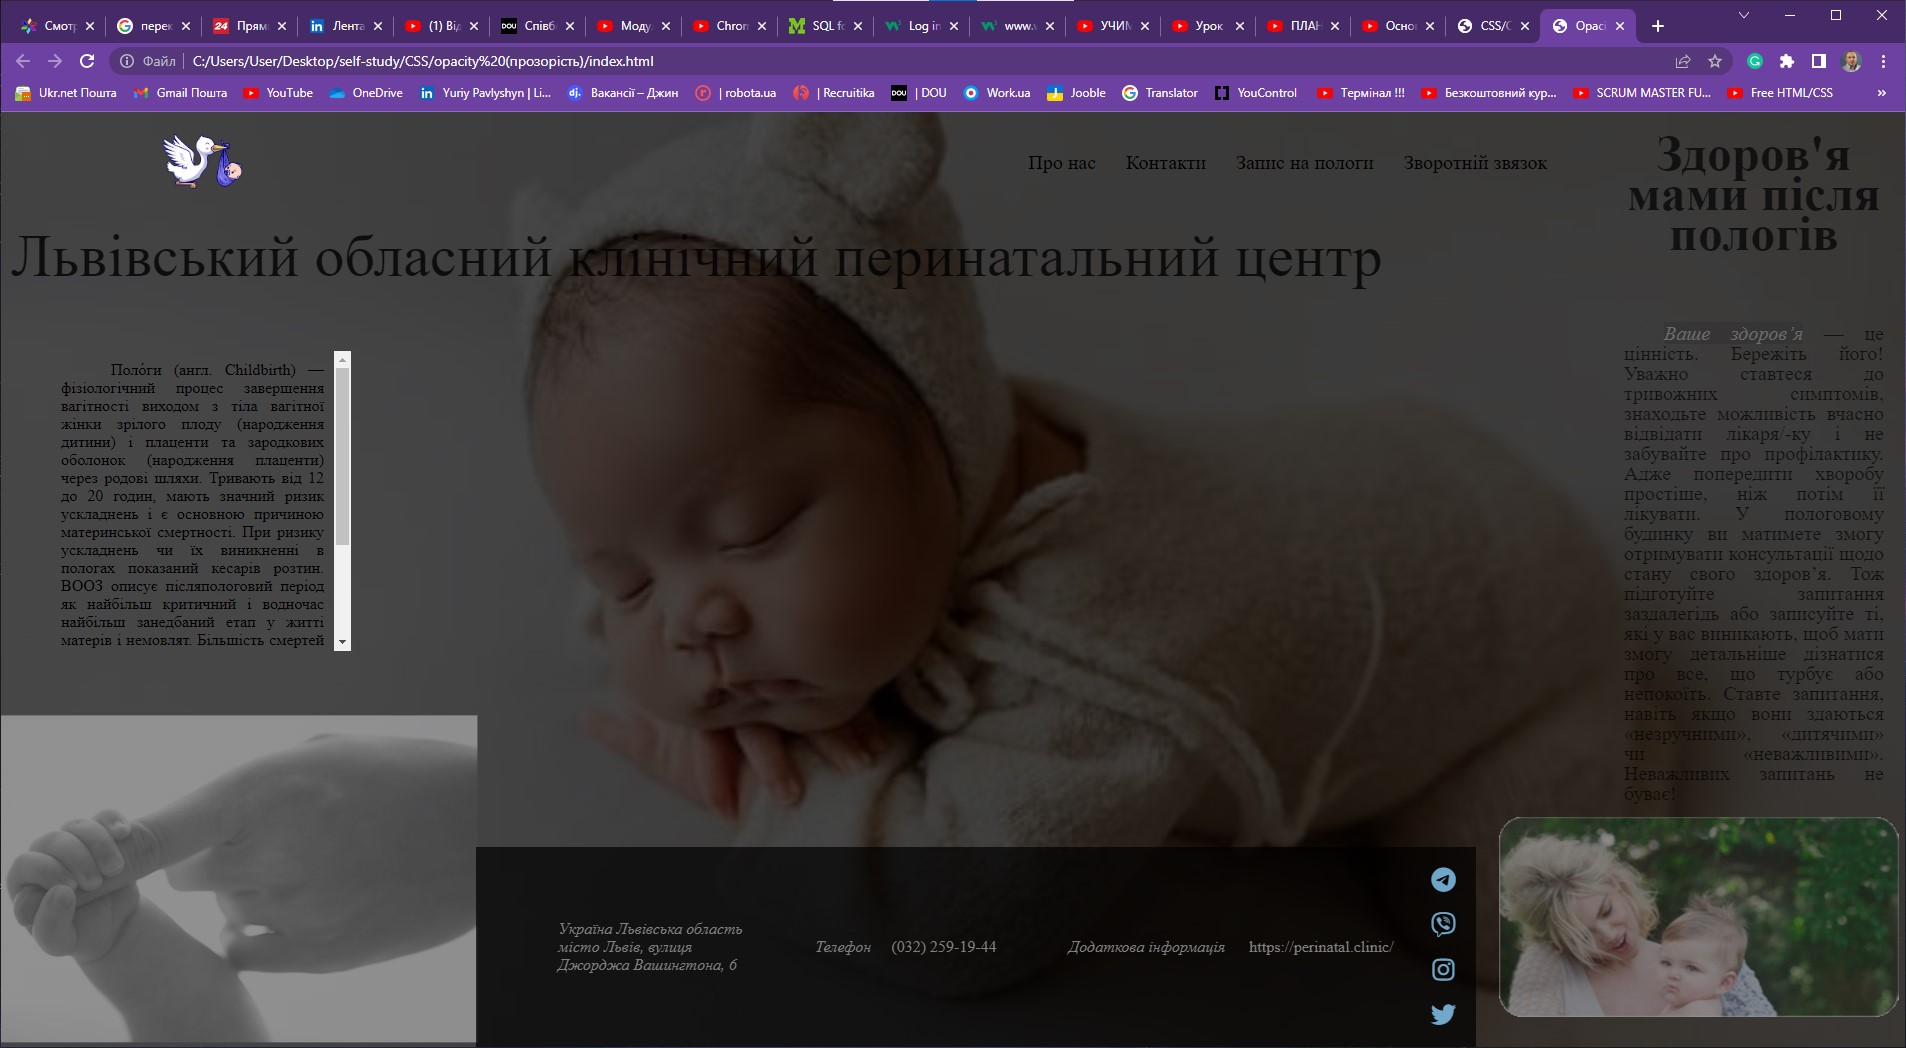 Смотр
перек
24 Прям
in Лента
(1) Від
DOU Співбе
Моду
Chrom
SQL fo
Log in
www.v
УЧИМ
Урок
ПЛАН
Основ
CSS/C
Opaci
Файл | C:/Users/User/Desktop/self-study/CSS/opacity%20(прозорість)/index.html
Ukr.net Пошта
Gmail Пошта
YouTube
OneDrive
in Yuriy Pavlyshyn | Li...
dj. Вакансії – Джин
| robota.ua
| Recruitika
DOU | DOU
Work.ua
Jooble
Translator
YouControl
Термінал !!!
Безкоштовний кур...
SCRUM MASTER FU...
Free HTML/CSS
»
Про нас
Контакти
Запис на пологи
Зворотній звязок
Львівський обласний клінічний перинатальний центр
Поло́ги (англ. Childbirth) —
фізіологічний процес завершення
вагітності виходом з тіла вагітної
жінки зрілого плоду (народження
дитини) і плаценти та зародкових
оболонок (народження плаценти)
через родові шляхи. Тривають від 12
до 20 годин, мають значний ризик
ускладнень і є основною причиною
материнської смертності. При ризику
ускладнень чи їх виникненні в
пологах показаний кесарів розтин.
ВООЗ описує післяпологовий період
як найбільш критичний і водночас
найбільш занедбаний етап у житті
матерів і немовлят. Більшість смертей
Здоров'я
мами після
пологів
Ваше здоров’я — це
цінність. Бережіть його!
Уважно ставтеся до
тривожних симптомів,
знаходьте можливість вчасно
відвідати лікаря/-ку і не
забувайте про профілактику.
Адже попередити хворобу
простіше, ніж потім її
лікувати. У пологовому
будинку ви матимете змогу
отримувати консультації щодо
стану свого здоров’я. Тож
підготуйте запитання
заздалегідь або записуйте ті,
які у вас виникають, щоб мати
змогу детальніше дізнатися
про все, що турбує або
непокоїть. Ставте запитання,
навіть якщо вони здаються
«незручними», «дитячими»
чи «неважливими».
Неважливих запитань не
буває!
Україна Львівська область
місто Львів, вулиця
Джорджа Вашингтона, 6
Телефон (032) 259-19-44
Додаткова інформація https://perinatal.clinic/